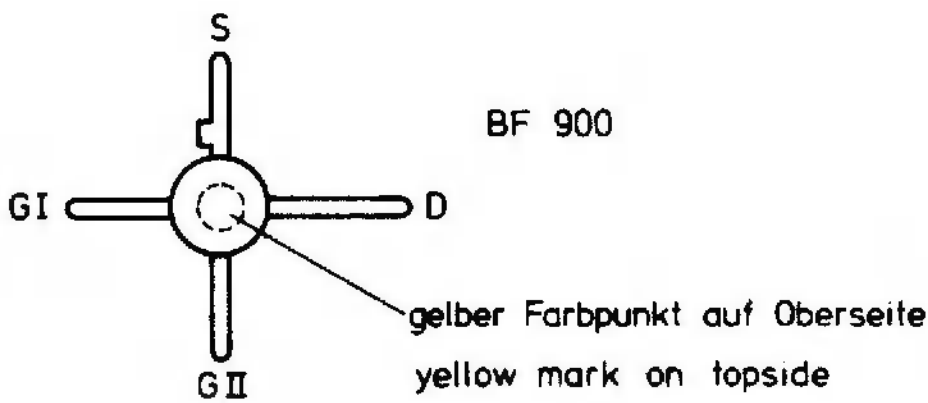 S
BF 900
GI
D
gelber Farbpunkt auf Oberseite
yellow mark on topside
GII